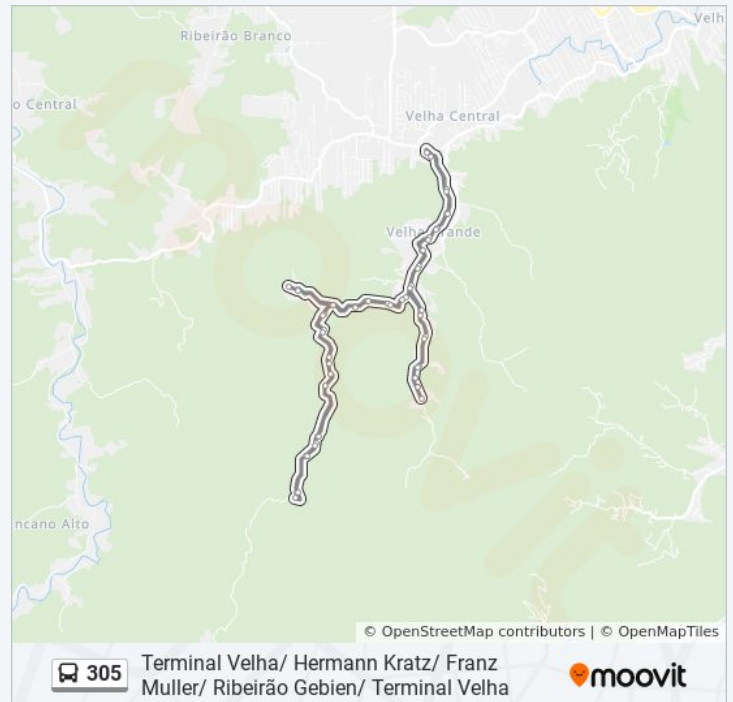 Ribeirão Branco
Velh
o Central
Velha Central
Velha Grande
ncano Alto
© OpenStreetMap contributors | © OpenMapTiles
305
Terminal Velha/ Hermann Kratz/ Franz
Muller/ Ribeirão Gebien/ Terminal Velha
moovit